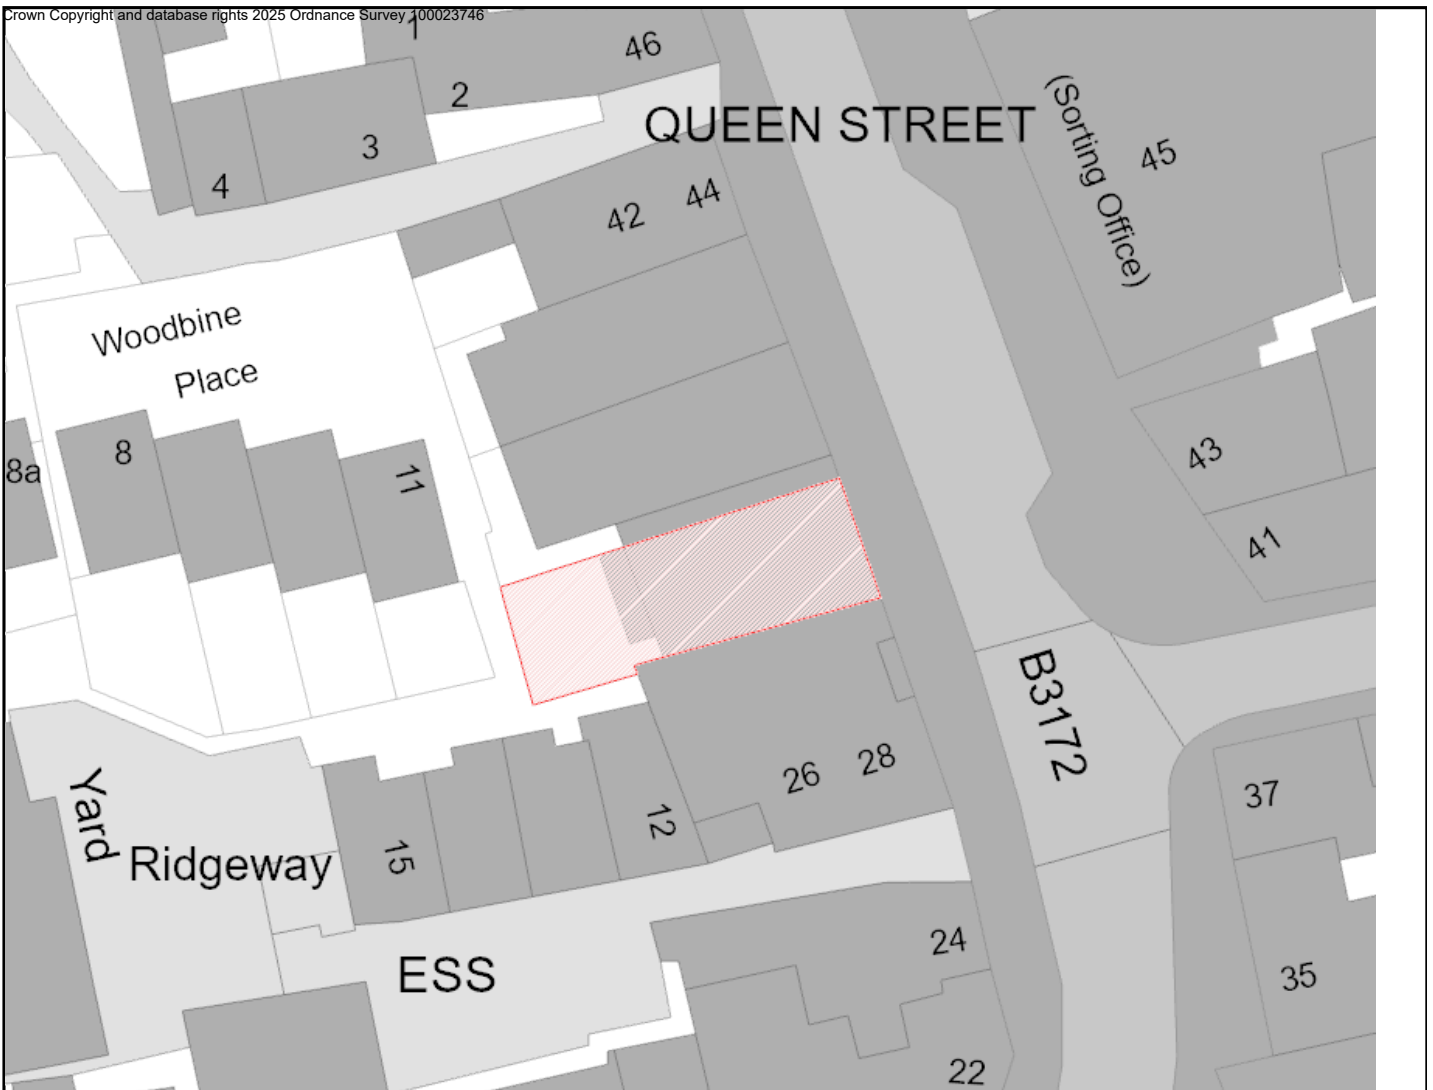 Crown Copyright and database rights 2025 Ordnance Survey 100023746
1
46
2
QUEEN STREET
3
(Sorting Office)
45
4
42
44
Woodbine
Place
8
8a
11
43
41
B3172
26
28
37
Yard
12
15
Ridgeway
24
ESS
35
22